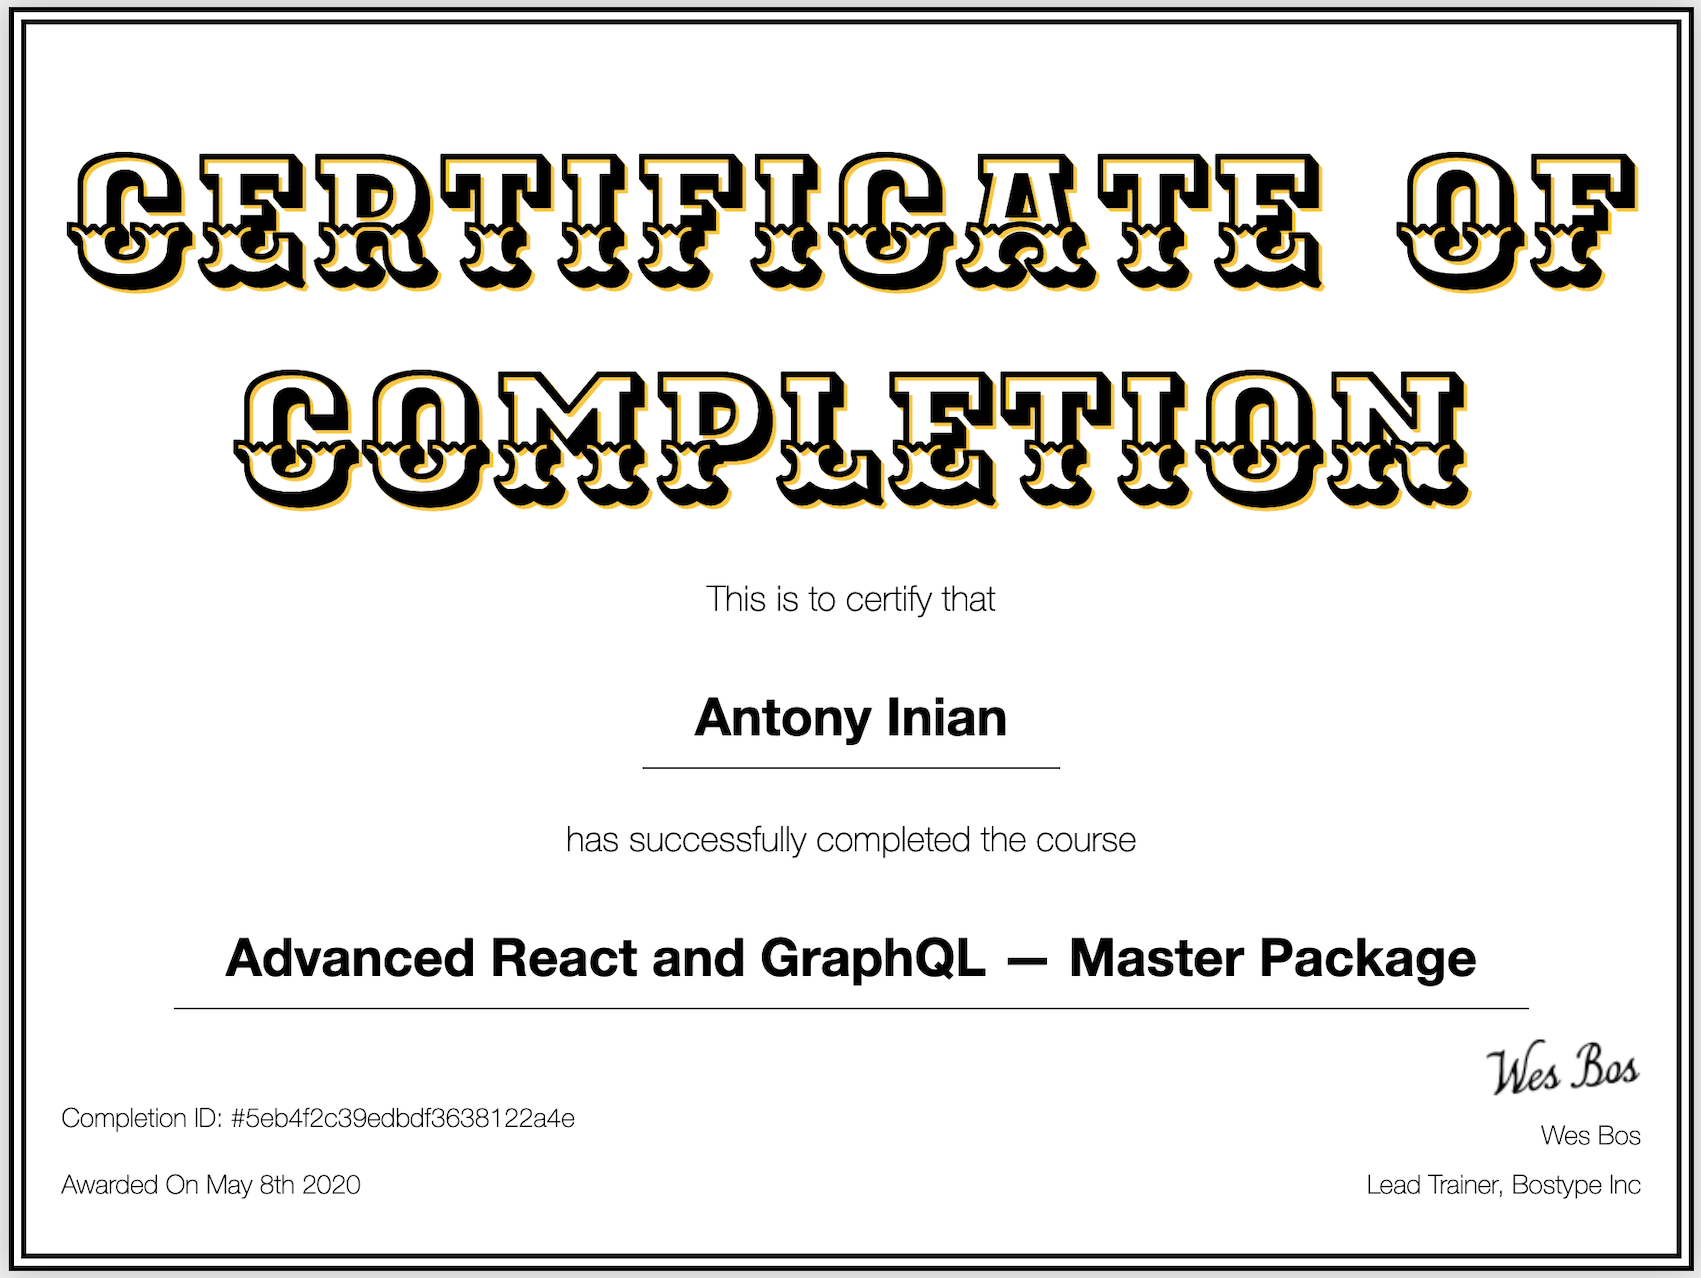 CERTIFICATE OF
COMPLETION
This is to certify that
Antony Inian
has successfully completed the course
Advanced React and GraphQL — Master Package
Wes Bos
Completion ID: #5eb4f2c39edbdf3638122a4e
Wes Bos
Awarded On May 8th 2020
Lead Trainer, Bostype Inc